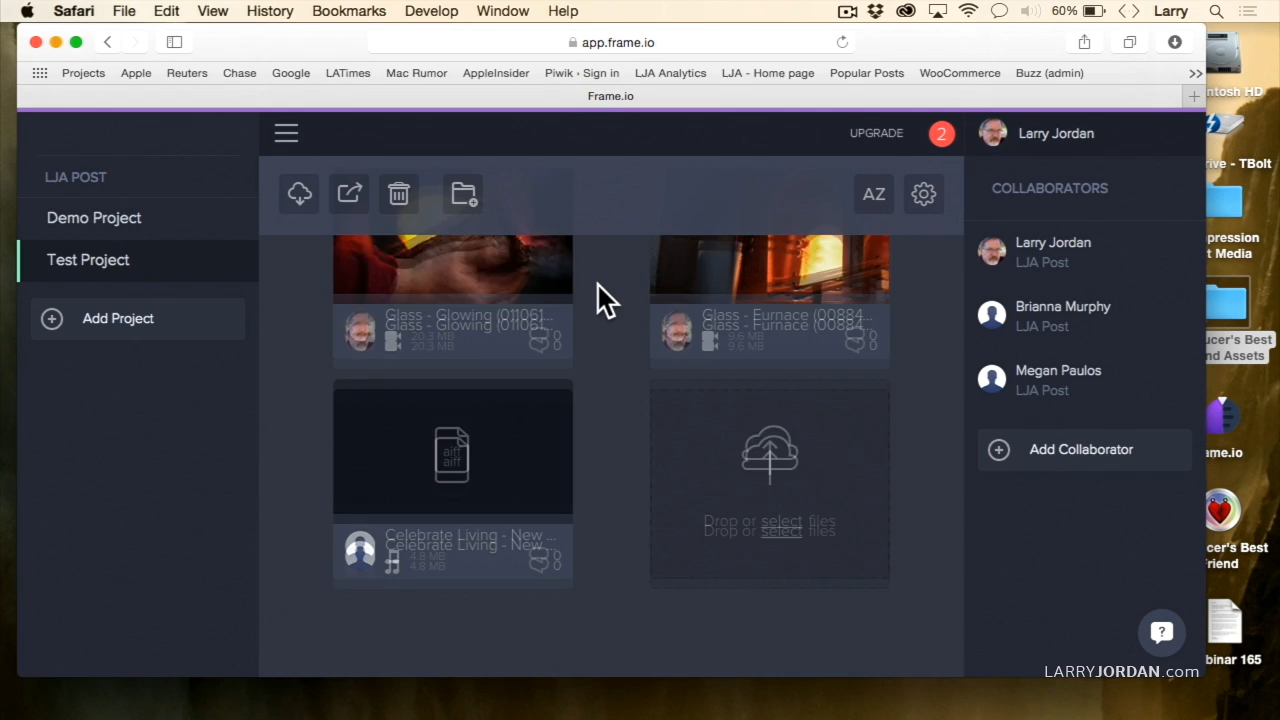 Safari File Edit View History Bookmarks Develop Window Help 60% Larry
app.frame.io
Projects Apple Reuters Chase Google LATimes Mac Rumor AppleInsider Piwik › Sign in LJA Analytics LJA - Home page Popular Posts WooCommerce Buzz (admin) >>
Frame.io
UPGRADE 2 Larry Jordan
LJA POST
Demo Project
Test Project
Add Project
AZ
Glass - Glowing (011061...
20.3 MB 0
Glass - Furnace (00884...
9.6 MB 0
aiff
Celebrate Living - New ...
4.8 MB 0
Drop or select files
COLLABORATORS
Larry Jordan
LJA Post
Brianna Murphy
LJA Post
Megan Paulos
LJA Post
Add Collaborator
?
ntosh HD
rive - TBolt
pression
t Media
ucer's Best
nd Assets
ame.io
cer's Best
riend
binar 165
LARRYJORDAN.com